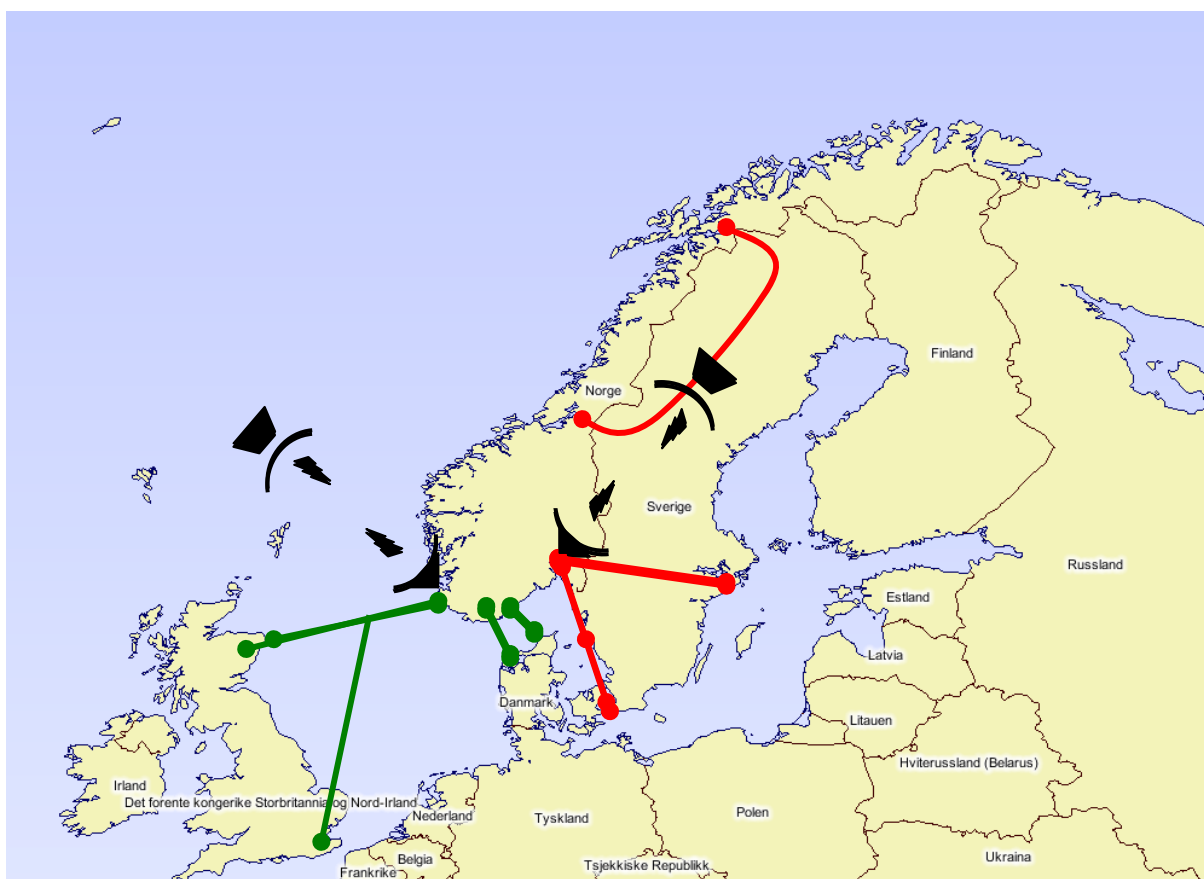 Finland
Norge
Sverige
Russland
Estland
Latvia
Danmark
Litauen
Hviterussland (Belarus)
Irland
Det forente kongerike Storbritannia og Nord-Irland
Nederland
Tyskland
Polen
Belgia
Ukraina
Tsjekkiske Republikk
Frankrike